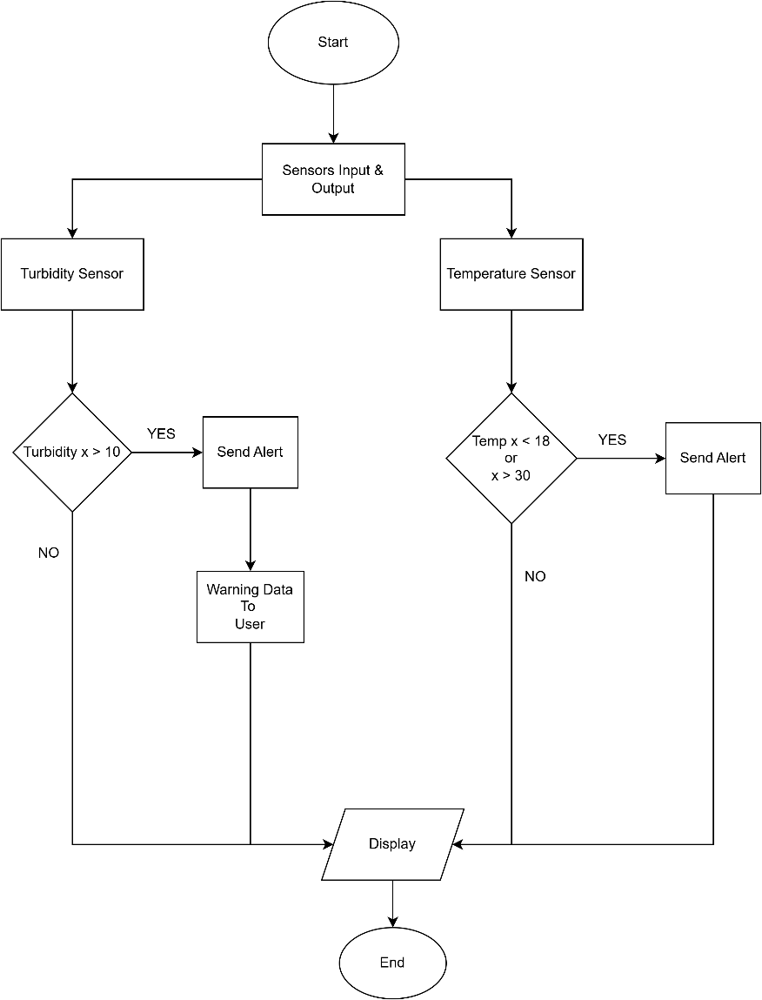 Start
Sensors Input &
Output
Turbidity Sensor
Temperature Sensor
Turbidity x > 10
YES
Send Alert
Temp x < 18
or
x > 30
YES
Send Alert
NO
NO
Warning Data
To
User
Display
End